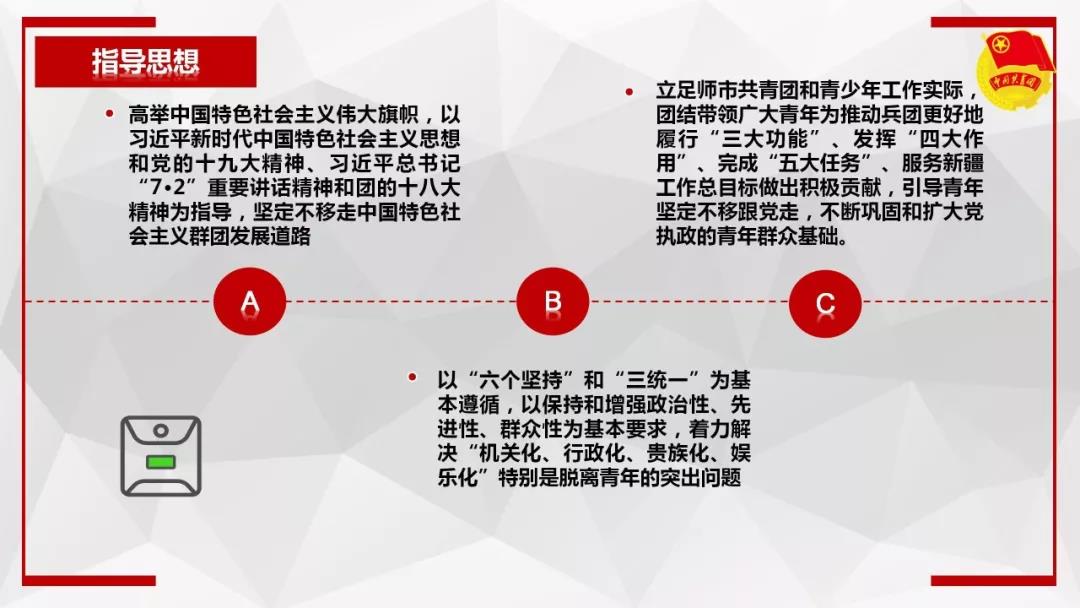 指导思想
高举中国特色社会主义伟大旗帜，以
习近平新时代中国特色社会主义思想
和党的十九大精神、习近平总书记
“7•2”重要讲话精神和团的十八大
精神为指导，坚定不移走中国特色社
会主义群团发展道路
立足师市共青团和青少年工作实际，
团结带领广大青年为推动兵团更好地
履行“三大功能”、发挥“四大作
用”、完成“五大任务”、服务新疆
工作总目标做出积极贡献，引导青年
坚定不移跟党走，不断巩固和扩大党
执政的青年群众基础。
中国共青团
A
B
C
以“六个坚持”和“三统一”为基
本遵循，以保持和增强政治性、先
进性、群众性为基本要求，着力解
决“机关化、行政化、贵族化、娱
乐化”特别是脱离青年的突出问题